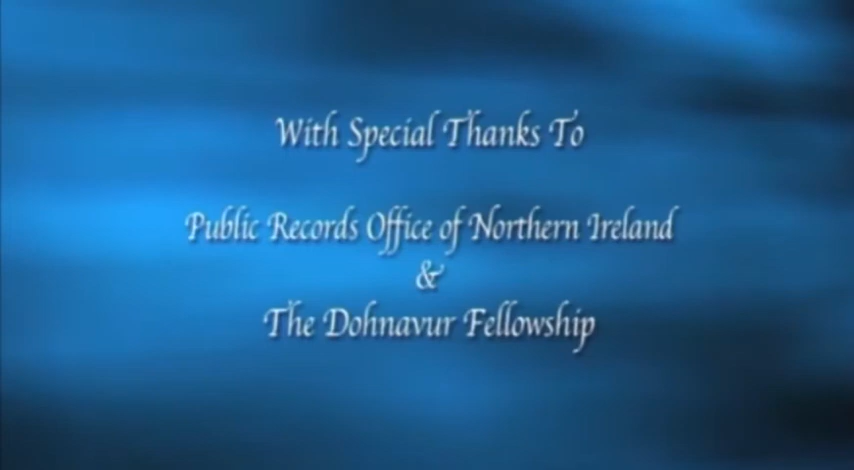 With Special Thanks To
Public Records Office of Northern Ireland
&
The Dohnavur Fellowship